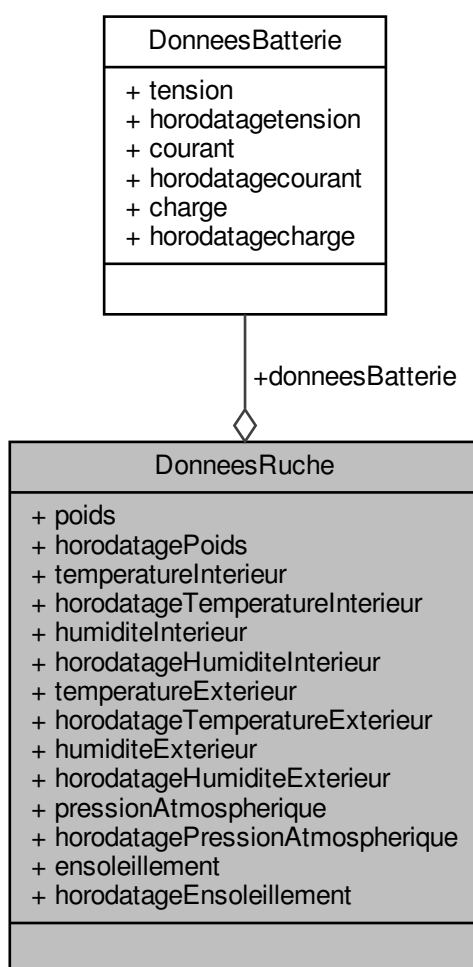 DonneesBatterie
+ tension
+ horodatagetension
+ courant
+ horodatagecourant
+ charge
+ horodatagecharge
+donneesBatterie
DonneesRuche
+ poids
+ horodatagePoids
+ temperatureInterieur
+ horodatageTemperatureInterieur
+ humiditeInterieur
+ horodatageHumiditeInterieur
+ temperatureExterieur
+ horodatageTemperatureExterieur
+ humiditeExterieur
+ horodatageHumiditeExterieur
+ pressionAtmospherique
+ horodatagePressionAtmospherique
+ ensoleillement
+ horodatageEnsoleillement